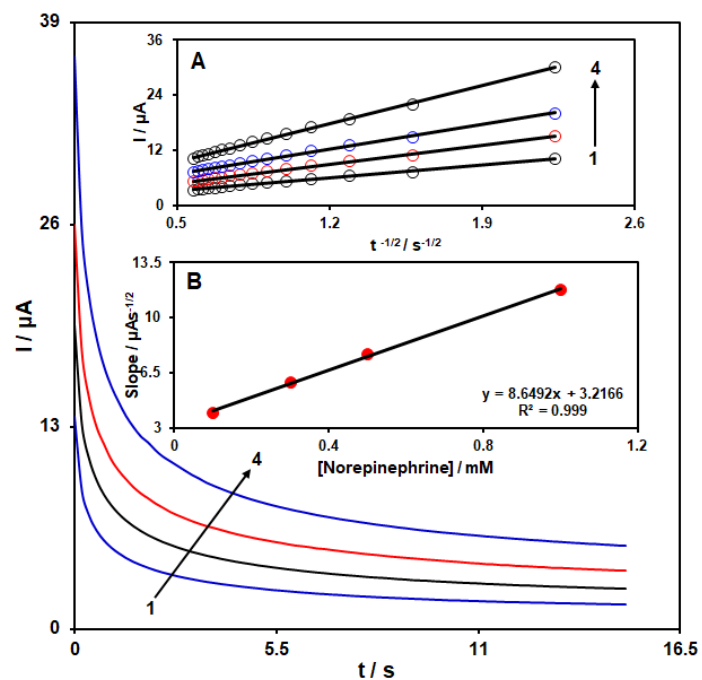 39
26
13
0
I / µA
0
5.5
11
16.5
t / s
1
4
A
36
24
12
0
I / µA
0.5
1.2
1.9
2.6
t -1/2 / s-1/2
4
1
B
13.5
10
6.5
3
Slope / µAs-1/2
0
0.4
0.8
1.2
[Norepinephrine] / mM
y = 8.6492x + 3.2166
R² = 0.999